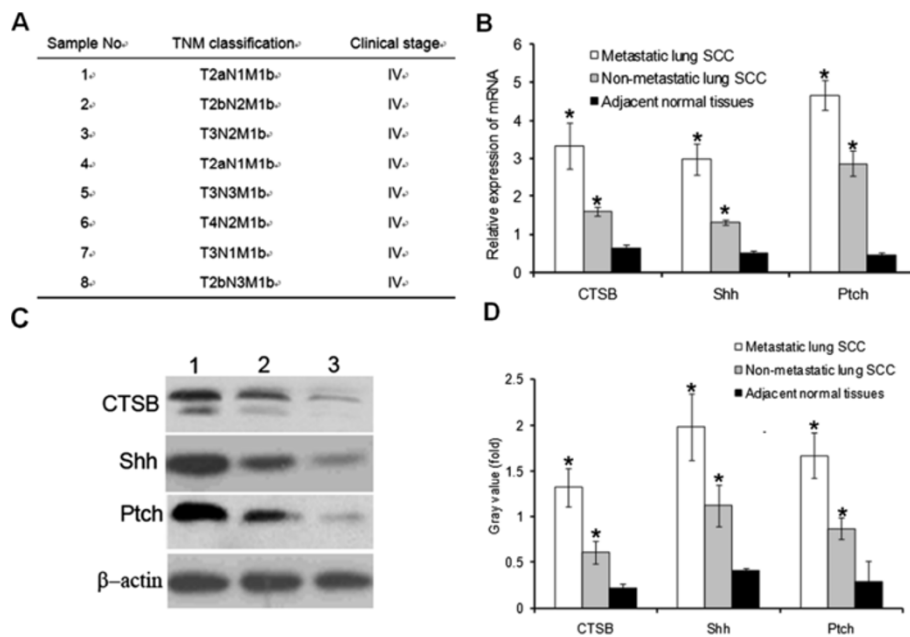 A
Sample No TNM classification Clinical stage
1 T2aN1M1b IV
2 T2bN2M1b IV
3 T3N2M1b IV
4 T2aN1M1b IV
5 T3N3M1b IV
6 T4N2M1b IV
7 T3N1M1b IV
8 T2bN3M1b IV
B
Metastatic lung SCC
Non-metastatic lung SCC
Adjacent normal tissues
Relative expression of mRNA
6
5
4
3
2
1
0
* * * * * *
CTSB Shh Ptch
C
1 2 3
CTSB
Shh
Ptch
β-actin
D
Metastatic lung SCC
Non-metastatic lung SCC
Adjacent normal tissues
Gray value (fold)
2.5
2
1.5
1
0.5
0
* * * * * *
CTSB Shh Ptch